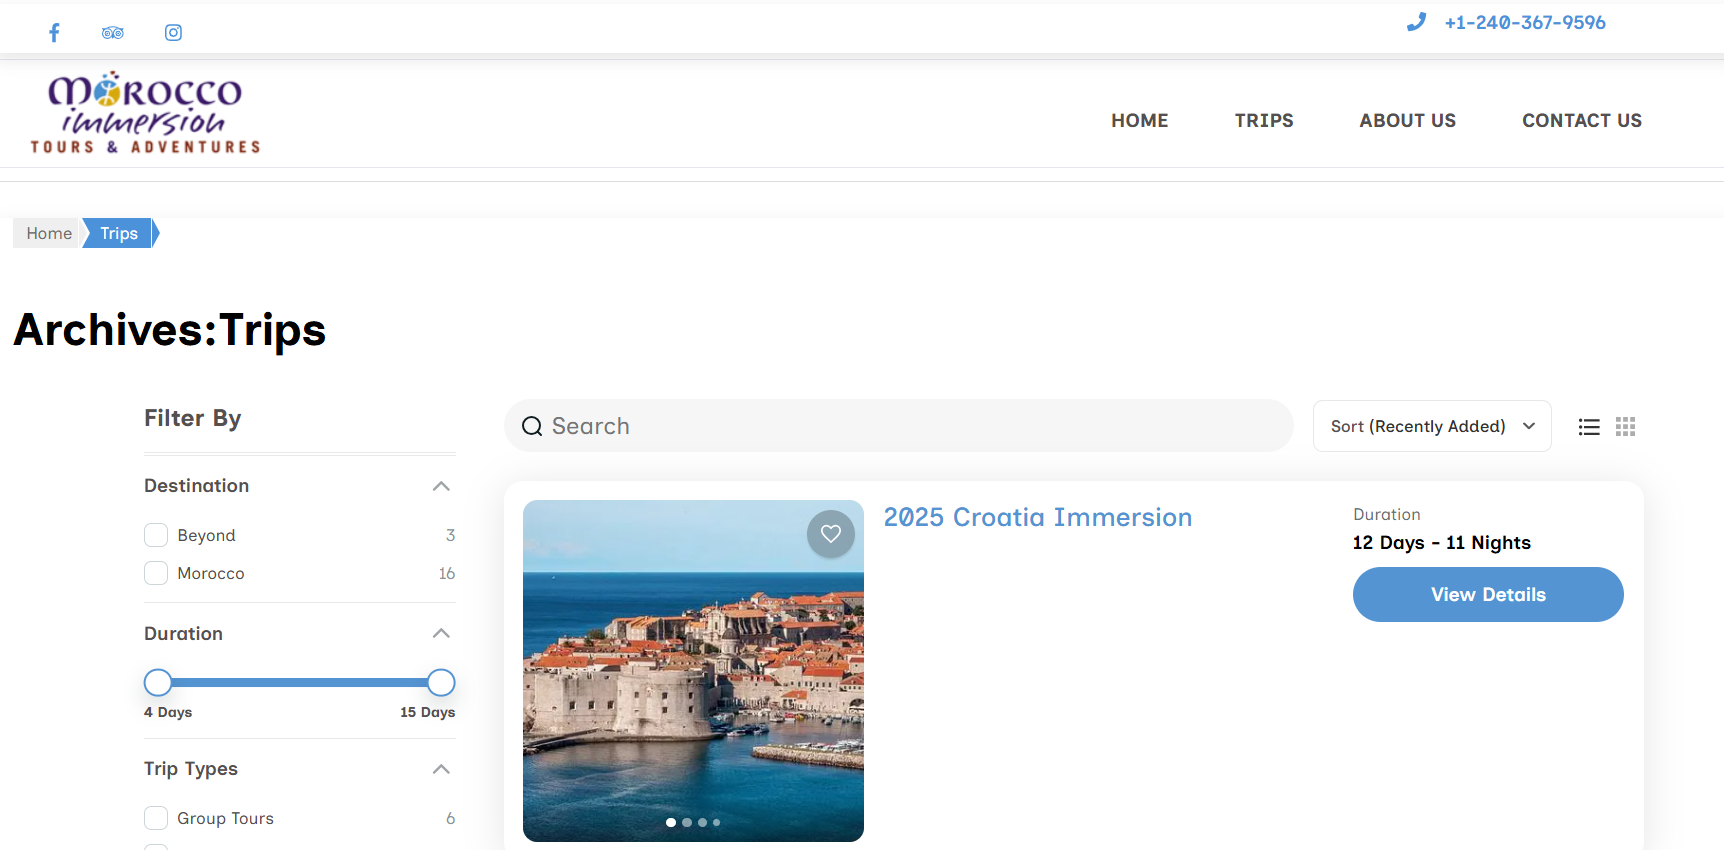 +1-240-367-9596
Morocco
immersion
TOURS & ADVENTURES
HOME
TRIPS
ABOUT US
CONTACT US
Home
Trips
Archives:Trips
Filter By
Destination
Beyond 3
Morocco 16
Duration
4 Days 15 Days
Trip Types
Group Tours 6
Search
Sort (Recently Added)
2025 Croatia Immersion
Duration
12 Days - 11 Nights
View Details